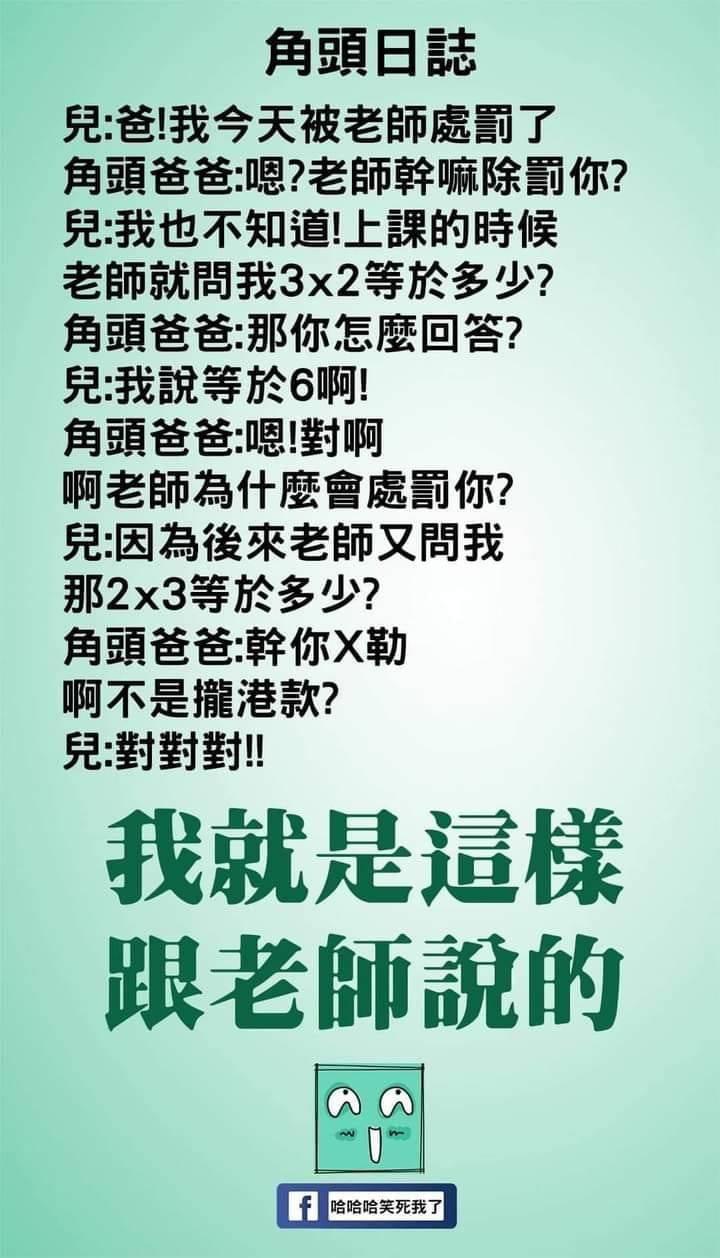 角頭日誌
兒:爸!我今天被老師處罰了
角頭爸爸:嗯?老師幹嘛除罰你?
兒:我也不知道!上課的時候
老師就問我3x2等於多少?
角頭爸爸:那你怎麼回答?
兒:我說等於6啊!
角頭爸爸:嗯!對啊
啊老師為什麼會處罰你?
兒:因為後來老師又問我
那2x3等於多少?
角頭爸爸:幹你X勒
啊不是攏港款?
兒:對對對!!
我就是這樣
跟老師說的
f 哈哈哈笑死我了